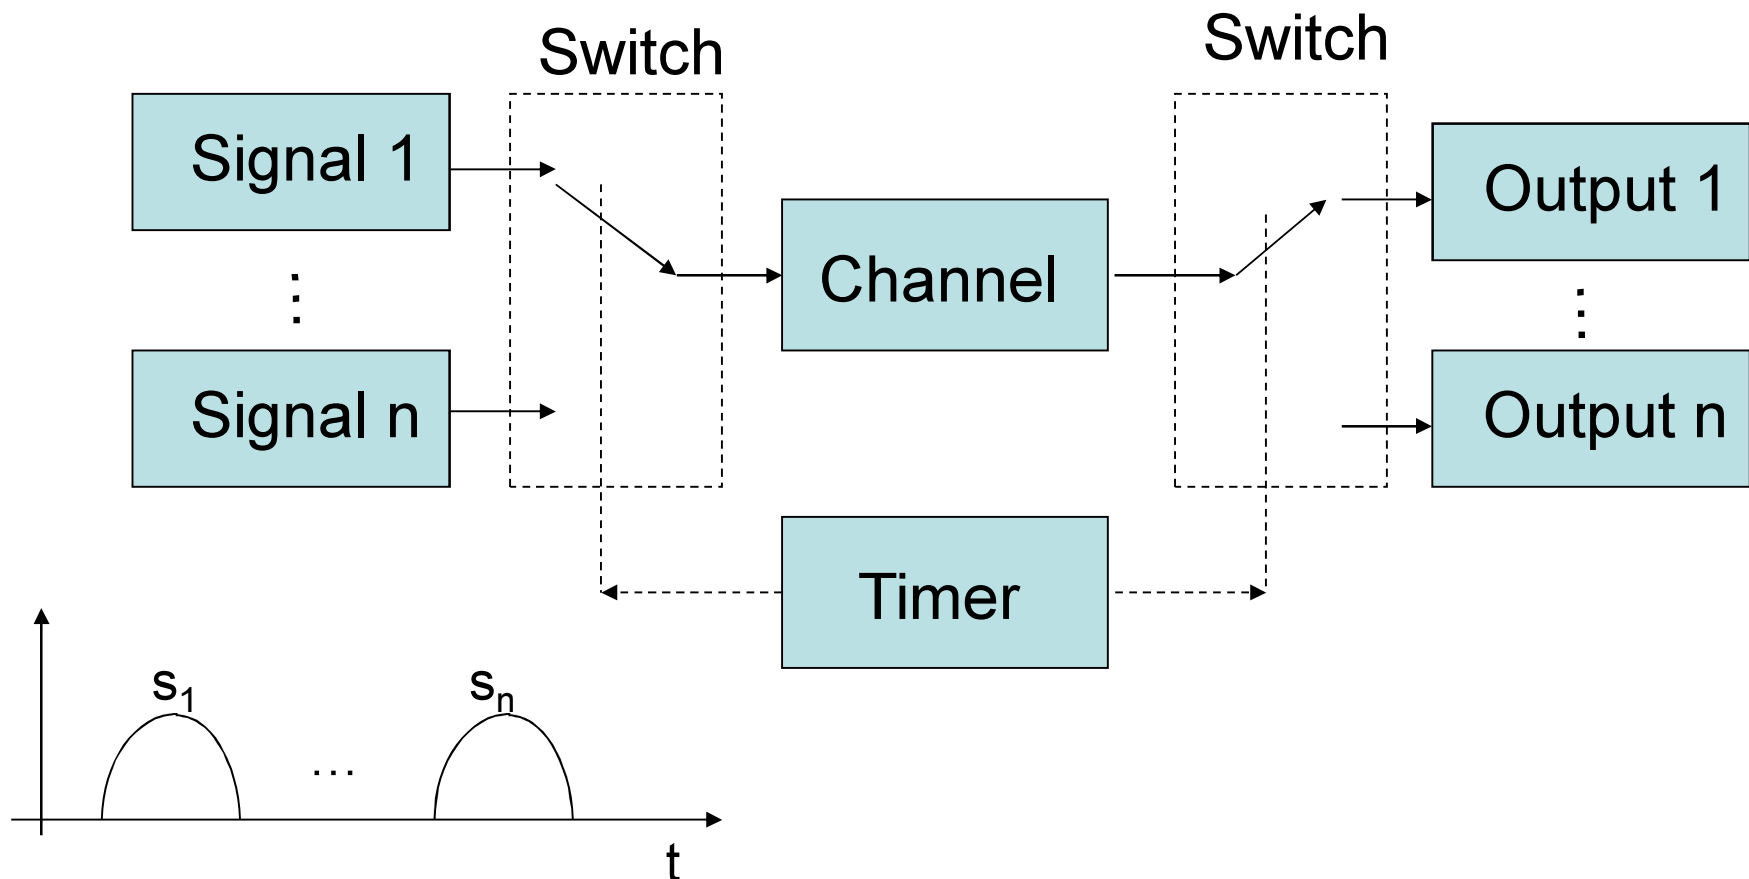 Switch
Switch
Signal 1
Output 1
Channel
⋮
⋮
Signal n
Output n
Timer
s₁
sₙ
...
t